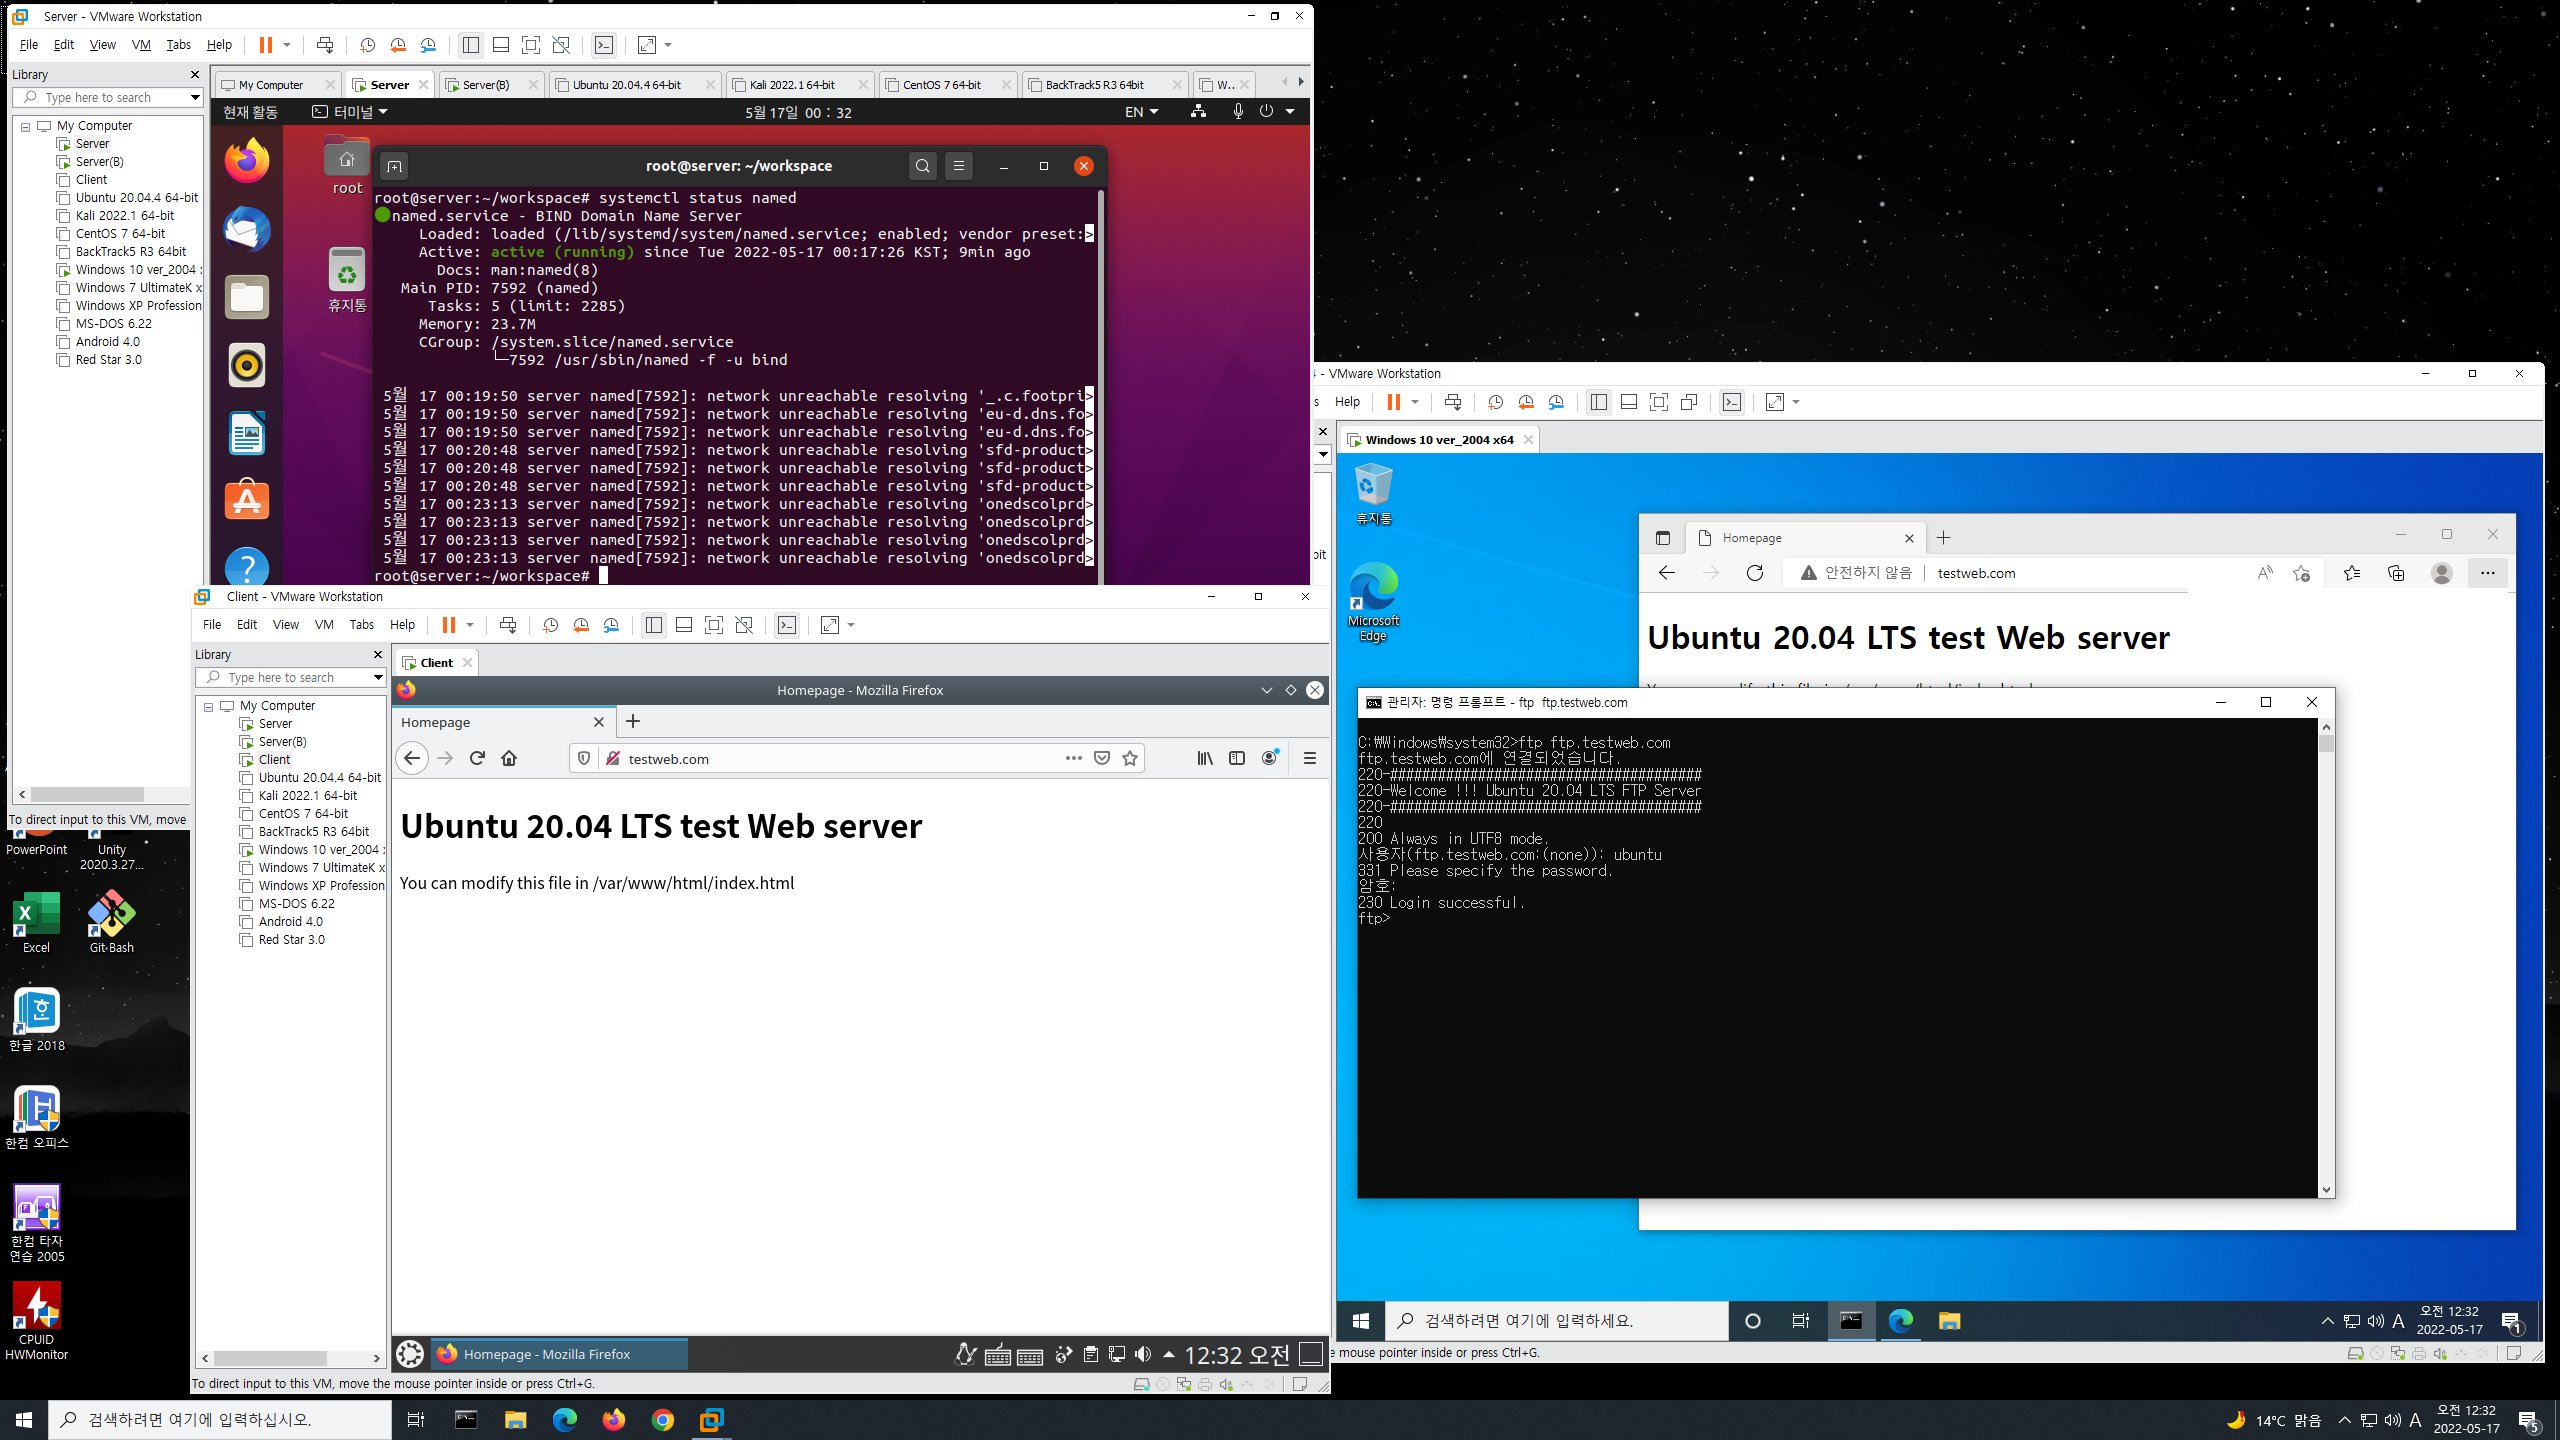 Server - VMware Workstation
File Edit View VM Tabs Help
Library
Type here to search
My Computer
Server
Server(B)
Client
Ubuntu 20.04.4 64-bit
Kali 2022.1 64-bit
CentOS 7 64-bit
BackTrack5 R3 64bit
Windows 10 ver_2004 x
Windows 7 UltimateK x
Windows XP Profession
MS-DOS 6.22
Android 4.0
Red Star 3.0
To direct input to this VM, move
My Computer Server Server(B) Ubuntu 20.04.4 64-bit Kali 2022.1 64-bit CentOS 7 64-bit BackTrack5 R3 64bit W...
현재 활동 터미널 5월 17일 00 : 32 EN
root
휴지통
root@server: ~/workspace
root@server:~/workspace# systemctl status named
named.service - BIND Domain Name Server
Loaded: loaded (/lib/systemd/system/named.service; enabled; vendor preset:>
Active: active (running) since Tue 2022-05-17 00:17:26 KST; 9min ago
Docs: man:named(8)
Main PID: 7592 (named)
Tasks: 5 (limit: 2285)
Memory: 23.7M
CGroup: /system.slice/named.service
└─7592 /usr/sbin/named -f -u bind
5월 17 00:19:50 server named[7592]: network unreachable resolving '_.c.footpri>
5월 17 00:19:50 server named[7592]: network unreachable resolving 'eu-d.dns.fo>
5월 17 00:19:50 server named[7592]: network unreachable resolving 'eu-d.dns.fo>
5월 17 00:20:48 server named[7592]: network unreachable resolving 'sfd-product>
5월 17 00:20:48 server named[7592]: network unreachable resolving 'sfd-product>
5월 17 00:20:48 server named[7592]: network unreachable resolving 'sfd-product>
5월 17 00:23:13 server named[7592]: network unreachable resolving 'onedscolprd>
5월 17 00:23:13 server named[7592]: network unreachable resolving 'onedscolprd>
5월 17 00:23:13 server named[7592]: network unreachable resolving 'onedscolprd>
5월 17 00:23:13 server named[7592]: network unreachable resolving 'onedscolprd>
root@server:~/workspace#
Client - VMware Workstation
File Edit View VM Tabs Help
Library
Type here to search
My Computer
Server
Server(B)
Client
Ubuntu 20.04.4 64-bit
Kali 2022.1 64-bit
CentOS 7 64-bit
BackTrack5 R3 64bit
Windows 10 ver_2004 x
Windows 7 UltimateK x
Windows XP Profession
MS-DOS 6.22
Android 4.0
Red Star 3.0
Client
Homepage - Mozilla Firefox
Homepage
testweb.com
Ubuntu 20.04 LTS test Web server
You can modify this file in /var/www/html/index.html
Homepage - Mozilla Firefox
12:32 오전
To direct input to this VM, move the mouse pointer inside or press Ctrl+G.
- VMware Workstation
s Help
bit
Windows 10 ver_2004 x64
휴지통
Microsoft Edge
Homepage
안전하지 않음 testweb.com
Ubuntu 20.04 LTS test Web server
관리자: 명령 프롬프트 - ftp ftp.testweb.com
C:₩Windows₩system32>ftp ftp.testweb.com
ftp.testweb.com에 연결되었습니다.
220-#######################################
220-Welcome !!! Ubuntu 20.04 LTS FTP Server
220-#######################################
220
200 Always in UTF8 mode.
사용자(ftp.testweb.com:(none)): ubuntu
331 Please specify the password.
암호:
230 Login successful.
ftp>
검색하려면 여기에 입력하세요.
A
오전 12:32
2022-05-17
1
e mouse pointer inside or press Ctrl+G.
PowerPoint
Unity 2020.3.27...
Excel
Git Bash
한글 2018
한컴 오피스
한컴 타자연습 2005
CPUID HWMonitor
검색하려면 여기에 입력하십시오.
14°C 맑음
A
오전 12:32
2022-05-17
5